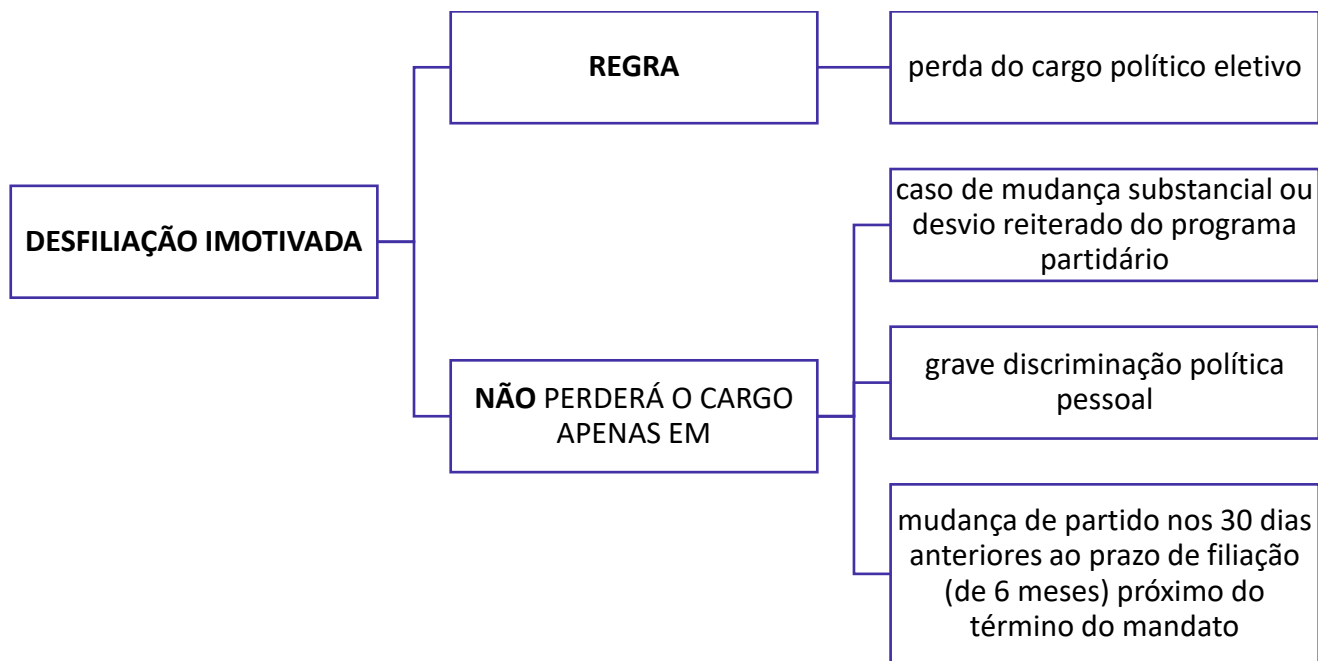 DESFILIAÇÃO IMOTIVADA
REGRA
perda do cargo político eletivo
NÃO PERDERÁ O CARGO
APENAS EM
caso de mudança substancial ou
desvio reiterado do programa
partidário
grave discriminação política
pessoal
mudança de partido nos 30 dias
anteriores ao prazo de filiação
(de 6 meses) próximo do
término do mandato